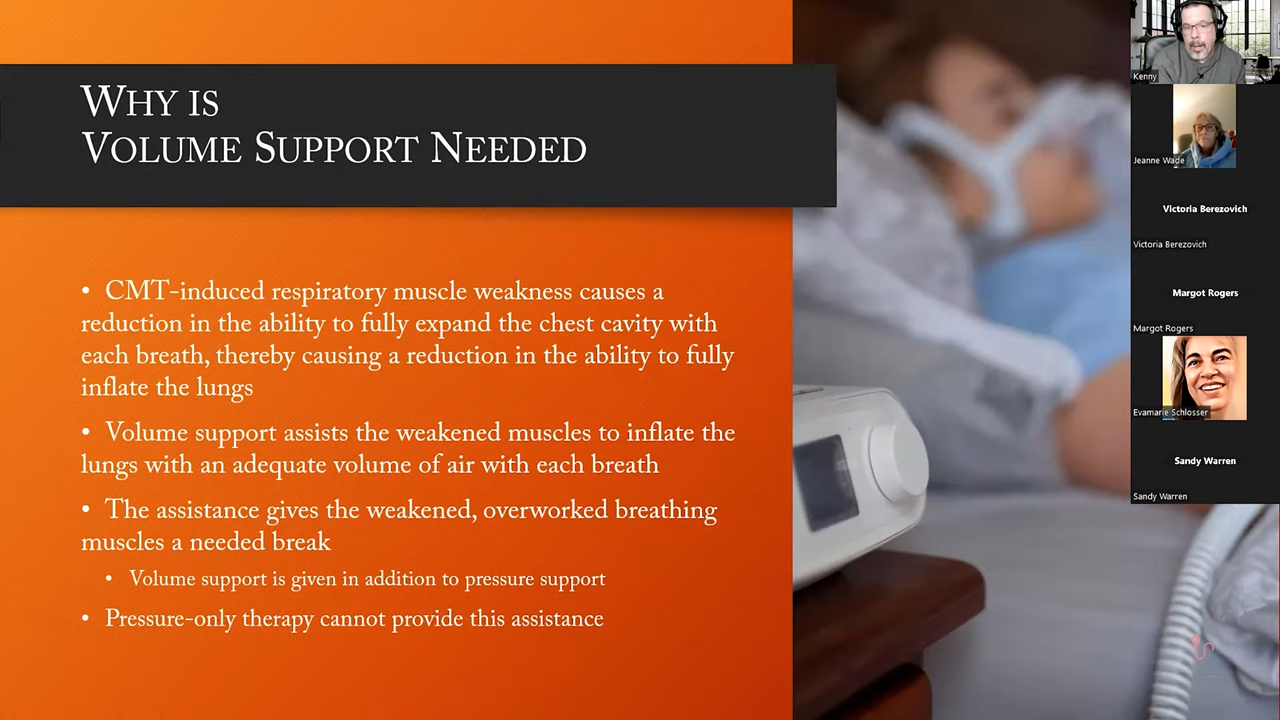 WHY IS
VOLUME SUPPORT NEEDED
• CMT-induced respiratory muscle weakness causes a
reduction in the ability to fully expand the chest cavity with
each breath, thereby causing a reduction in the ability to fully
inflate the lungs
• Volume support assists the weakened muscles to inflate the
lungs with an adequate volume of air with each breath
• The assistance gives the weakened, overworked breathing
muscles a needed break
• Volume support is given in addition to pressure support
• Pressure-only therapy cannot provide this assistance
Kenny
Jeanne Wade
Victoria Berezovich
Victoria Berezovich
Margot Rogers
Margot Rogers
Evamarie Schlosser
Sandy Warren
Sandy Warren